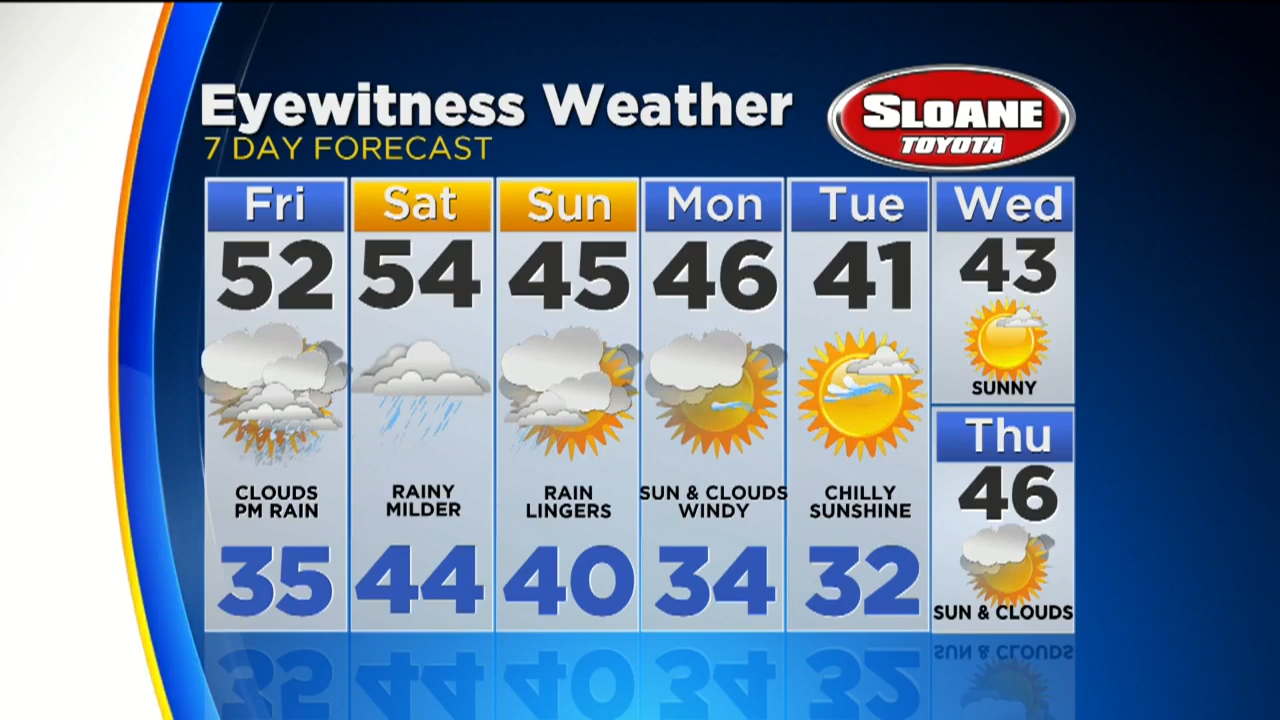 Eyewitness Weather
7 DAY FORECAST
SLOANE
TOYOTA
Fri
52
CLOUDS
PM RAIN
35
Sat
54
RAINY
MILDER
44
Sun
45
RAIN
LINGERS
40
Mon
46
SUN & CLOUDS
WINDY
34
Tue
41
CHILLY
SUNSHINE
32
Wed
43
SUNNY
Thu
46
SUN & CLOUDS